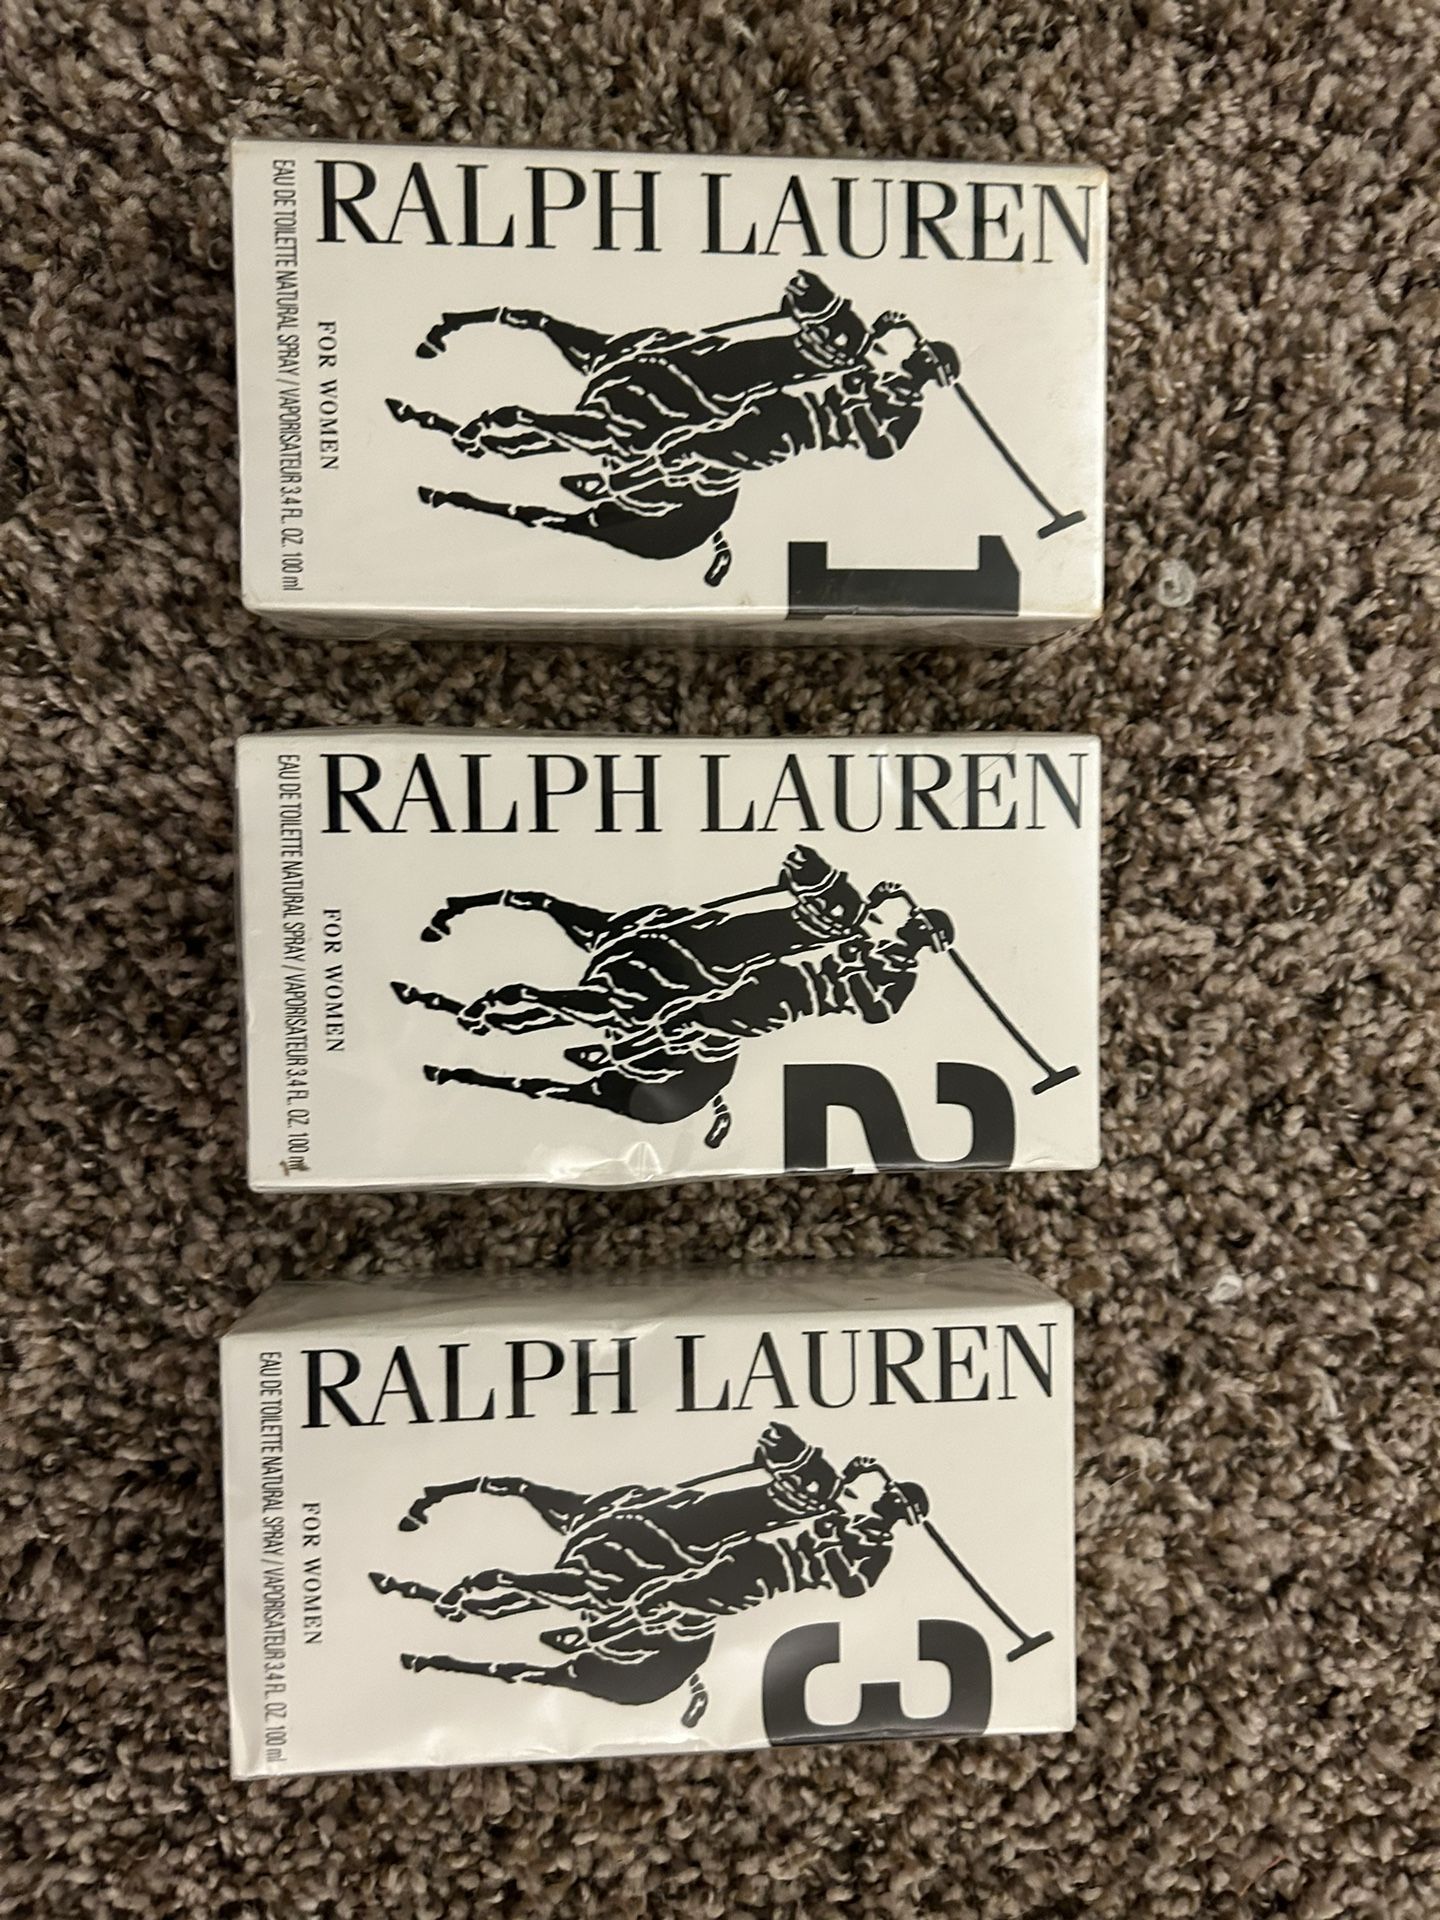 RALPH LAUREN
1
FOR WOMEN
EAU DE TOILETTE NATURAL SPRAY / VAPORISATEUR 3.4 FL. OZ. 100 ml
RALPH LAUREN
2
FOR WOMEN
EAU DE TOILETTE NATURAL SPRAY / VAPORISATEUR 3.4 FL. OZ. 100 ml
RALPH LAUREN
3
FOR WOMEN
EAU DE TOILETTE NATURAL SPRAY / VAPORISATEUR 3.4 FL. OZ. 100 ml